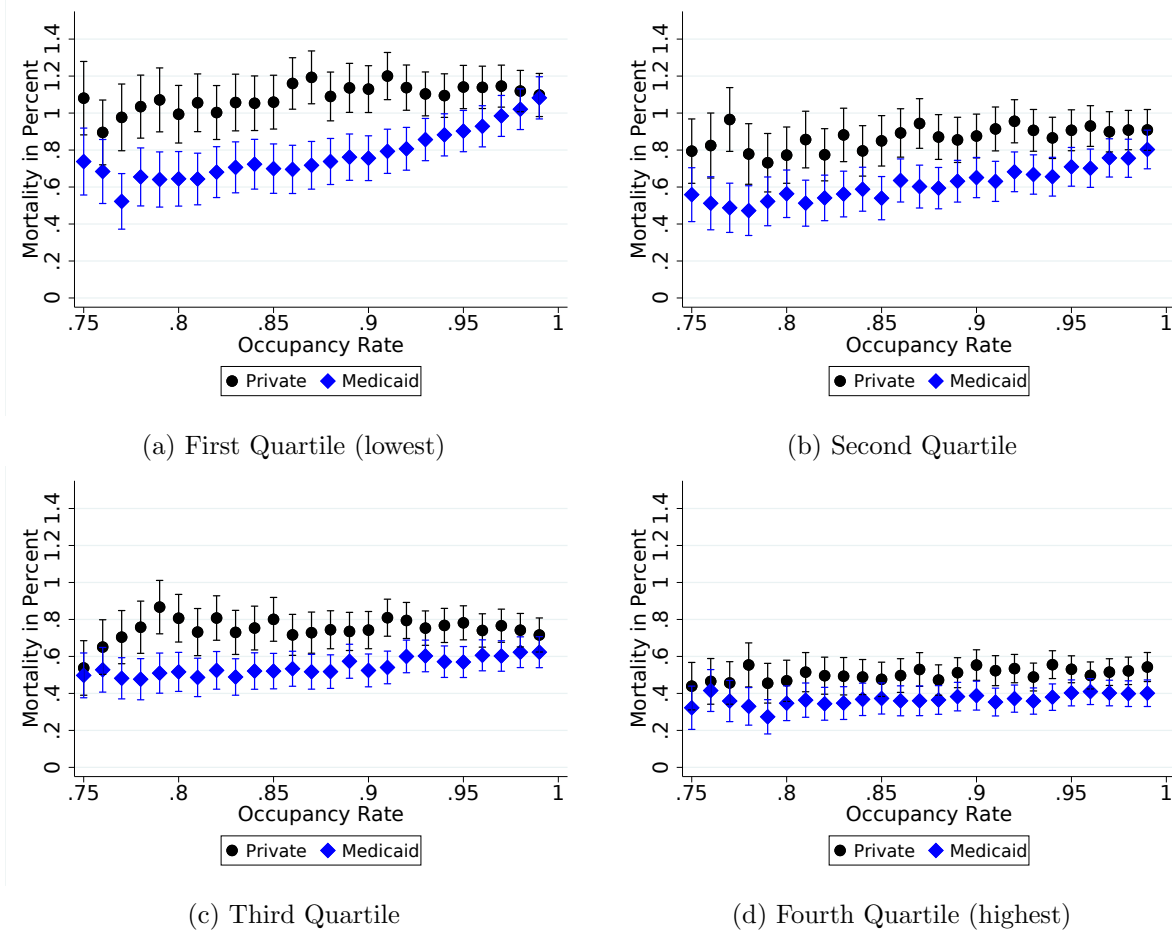 Mortality in Percent
0 .2 .4 .6 .8 1 1.2 1.4
.75 .8 .85 .9 .95 1
Occupancy Rate
Private Medicaid
(a) First Quartile (lowest)
Mortality in Percent
0 .2 .4 .6 .8 1 1.2 1.4
.75 .8 .85 .9 .95 1
Occupancy Rate
Private Medicaid
(b) Second Quartile
Mortality in Percent
0 .2 .4 .6 .8 1 1.2 1.4
.75 .8 .85 .9 .95 1
Occupancy Rate
Private Medicaid
(c) Third Quartile
Mortality in Percent
0 .2 .4 .6 .8 1 1.2 1.4
.75 .8 .85 .9 .95 1
Occupancy Rate
Private Medicaid
(d) Fourth Quartile (highest)